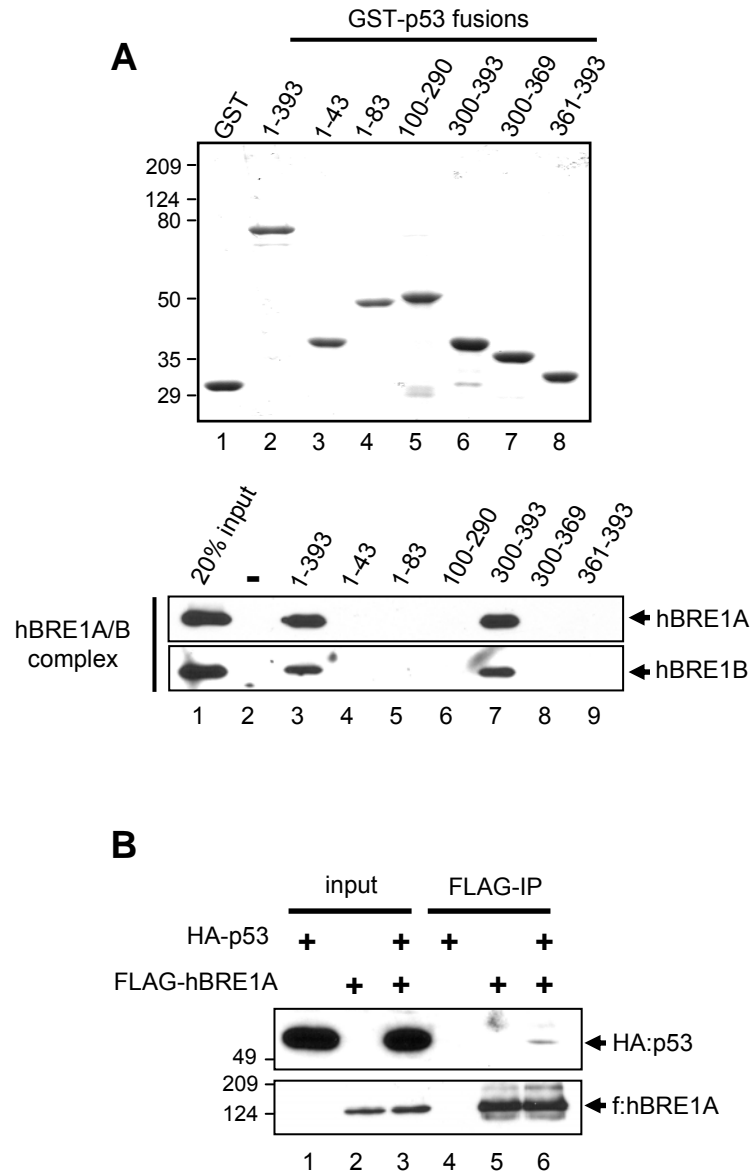 GST-p53 fusions
A
GST 1-393 1-43 1-83 100-290 300-393 300-369 361-393
209
124
80
50
35
29
1 2 3 4 5 6 7 8
20% input - 1-393 1-43 1-83 100-290 300-393 300-369 361-393
hBRE1A/B
complex
hBRE1A
hBRE1B
1 2 3 4 5 6 7 8 9
B
input FLAG-IP
HA-p53 + + + +
FLAG-hBRE1A + + + +
49
HA:p53
209
124
f:hBRE1A
1 2 3 4 5 6